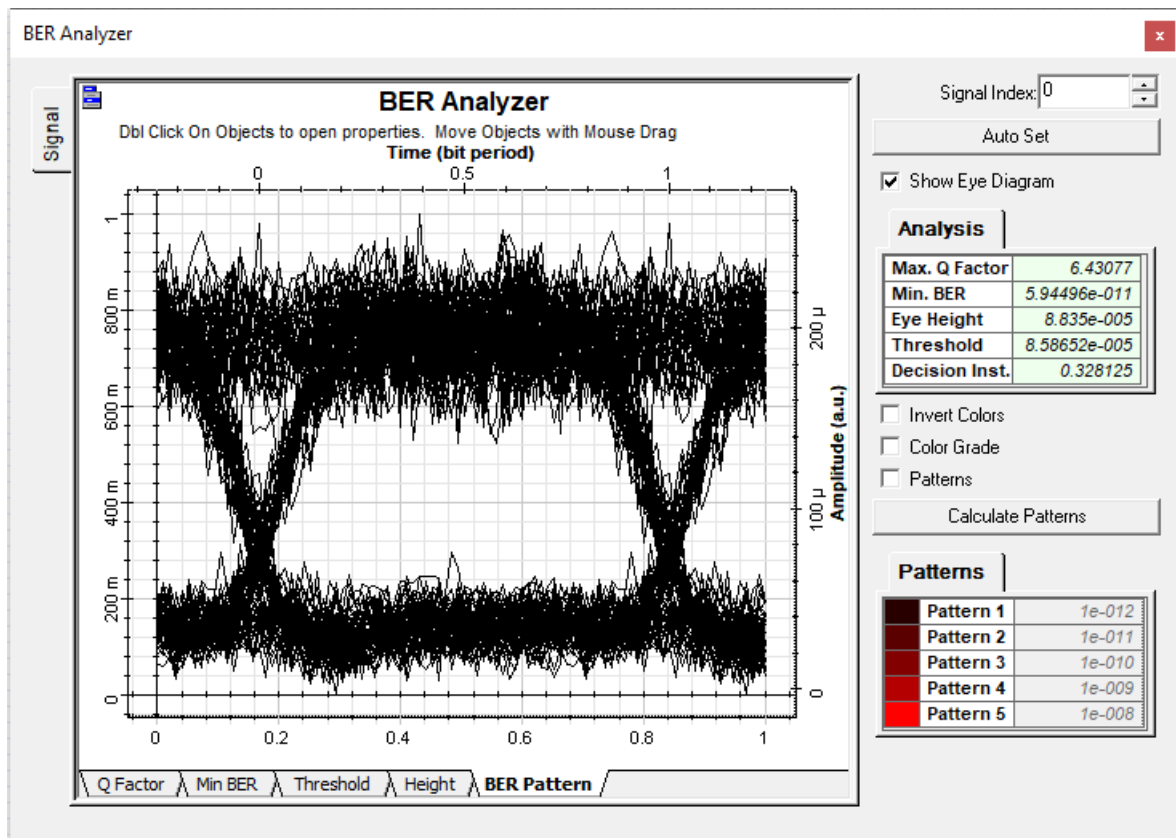 BER Analyzer
x
Signal
BER Analyzer
Dbl Click On Objects to open properties. Move Objects with Mouse Drag
Time (bit period)
0 0.5 1
1
800 m
600 m
400 m
200 m
0
200 µ
100 µ
0
Amplitude (a.u.)
0 0.2 0.4 0.6 0.8 1
Q Factor Min BER Threshold Height BER Pattern
Signal Index: 0
Auto Set
Show Eye Diagram
Analysis
Max. Q Factor 6.43077
Min. BER 5.94496e-011
Eye Height 8.835e-005
Threshold 8.58652e-005
Decision Inst. 0.328125
Invert Colors
Color Grade
Patterns
Calculate Patterns
Patterns
Pattern 1 1e-012
Pattern 2 1e-011
Pattern 3 1e-010
Pattern 4 1e-009
Pattern 5 1e-008